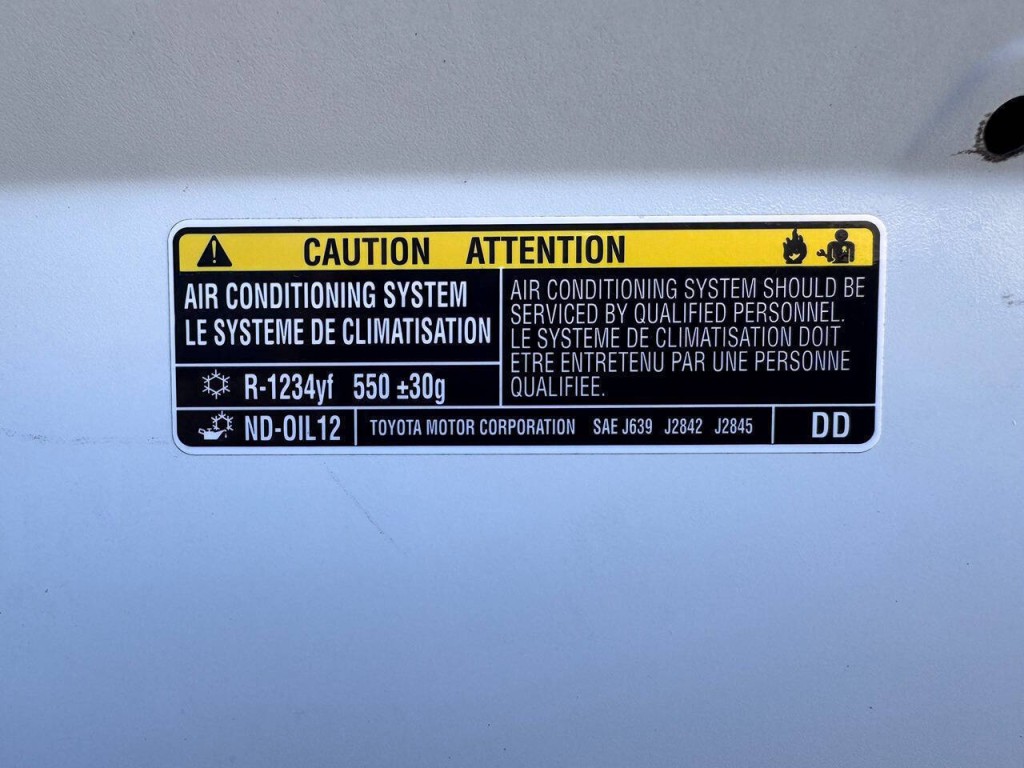 CAUTION ATTENTION
AIR CONDITIONING SYSTEM
LE SYSTEME DE CLIMATISATION
R-1234yf 550 ±30g
AIR CONDITIONING SYSTEM SHOULD BE
SERVICED BY QUALIFIED PERSONNEL.
LE SYSTEME DE CLIMATISATION DOIT
ETRE ENTRETENU PAR UNE PERSONNE
QUALIFIEE.
ND-OIL12 TOYOTA MOTOR CORPORATION SAE J639 J2842 J2845 DD